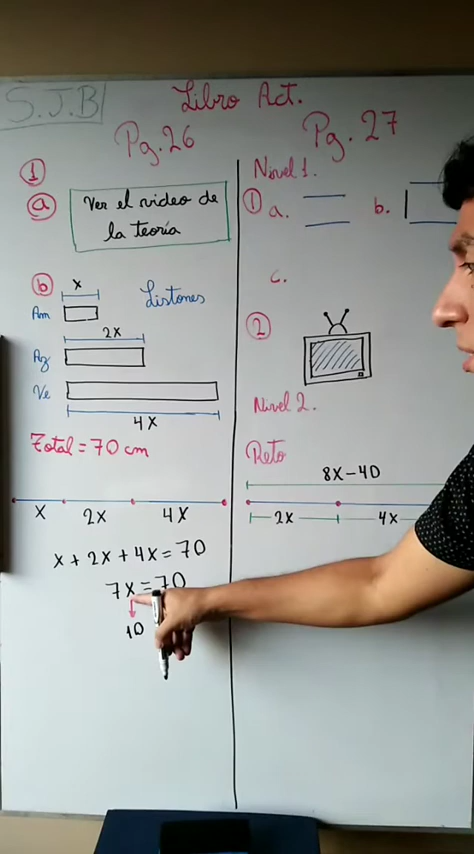 S.J.B
Libro Act.
Pg. 26
1
a
Ver el video de
la teoría
b
Listones
x
Am
2x
Az
Ve
4x
Total = 70 cm
x 2x 4x
x + 2x + 4x = 70
7x = 70
10
Pg. 27
Nivel 1.
1 a. b.
c.
2
Nivel 2.
Reto
8x - 40
2x 4x